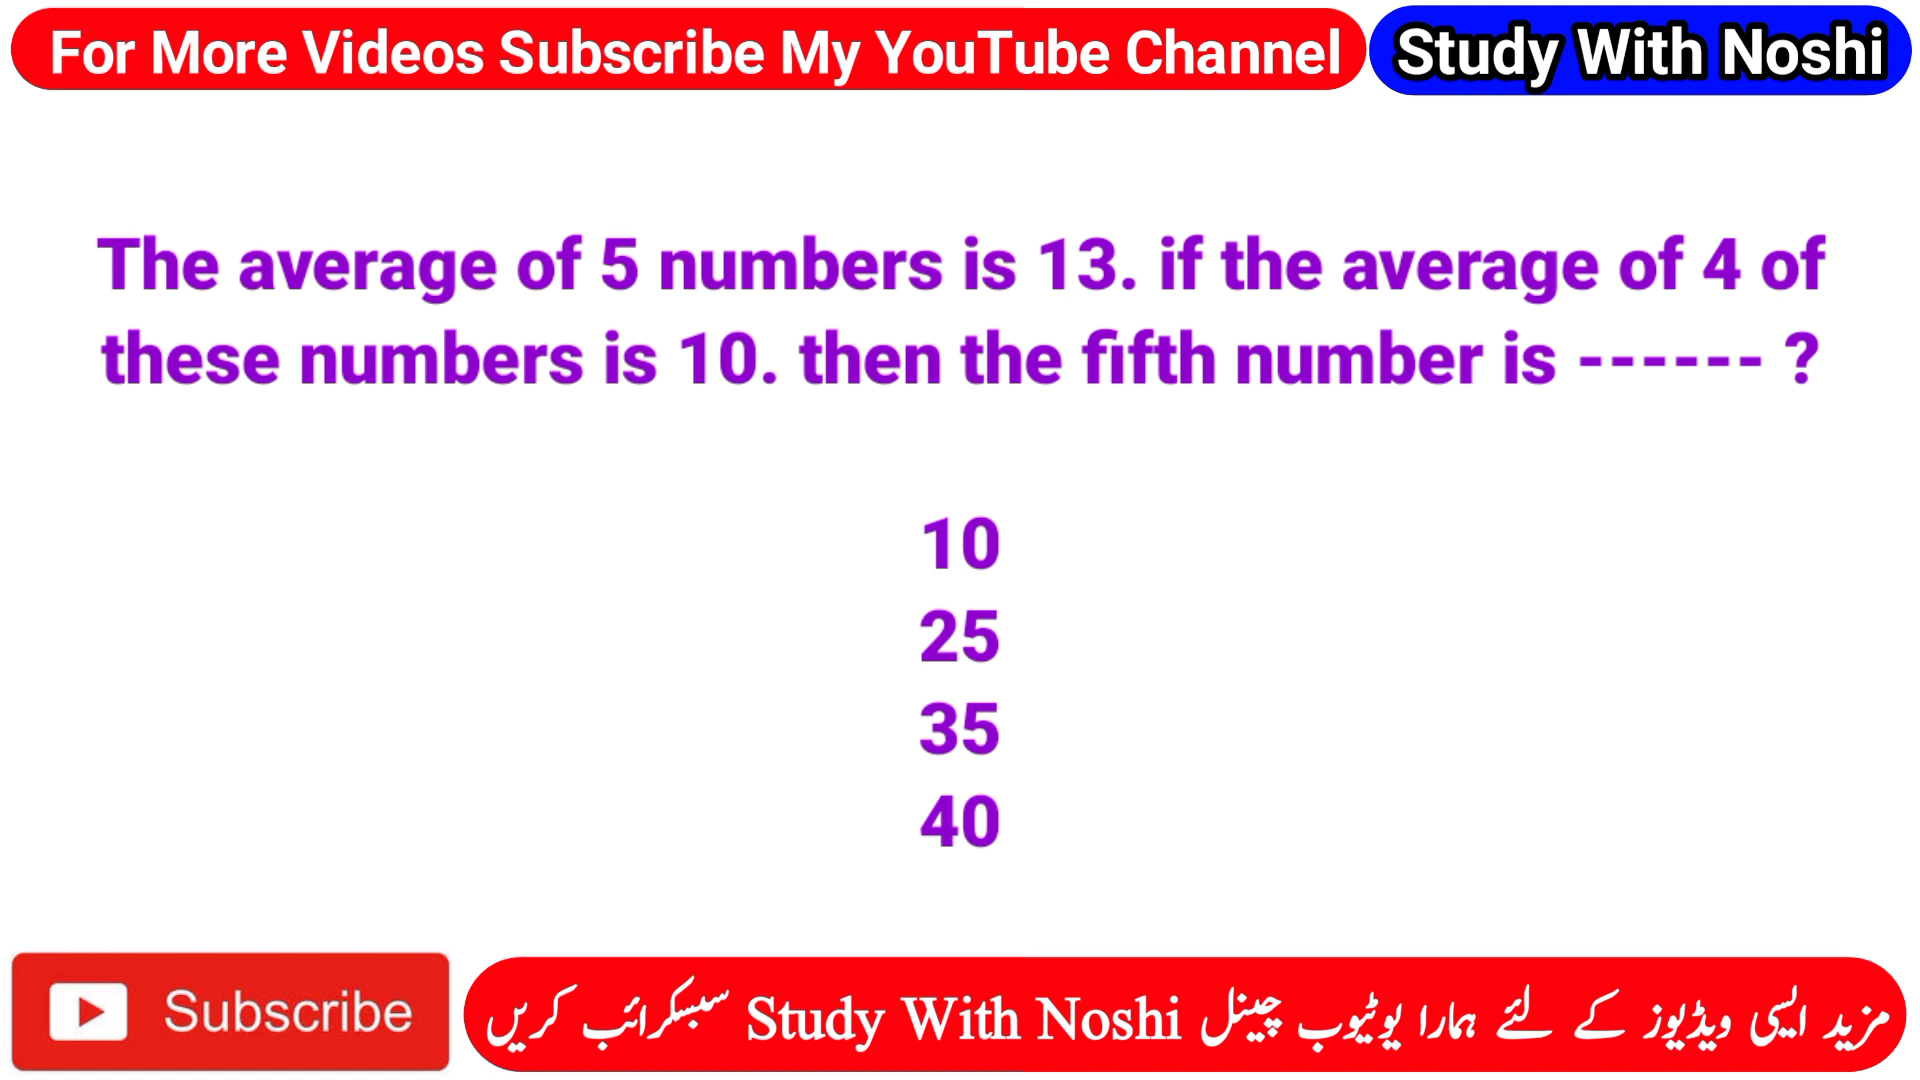 For More Videos Subscribe My YouTube Channel
Study With Noshi
The average of 5 numbers is 13. if the average of 4 of
these numbers is 10. then the fifth number is ------ ?
10
25
35
40
Subscribe
مزید ایسی ویڈیوز کے لئے ہمارا یوٹیوب چینل Study With Noshi سبسکرائب کریں